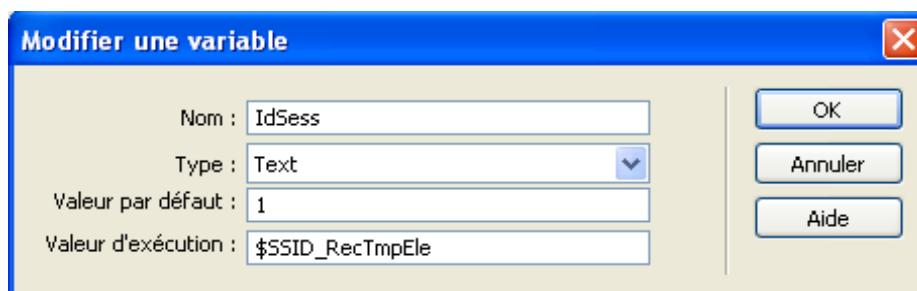 Modifier une variable
Nom : IdSess
Type : Text
Valeur par défaut : 1
Valeur d'exécution : $SSID_RecTmpEle
OK
Annuler
Aide